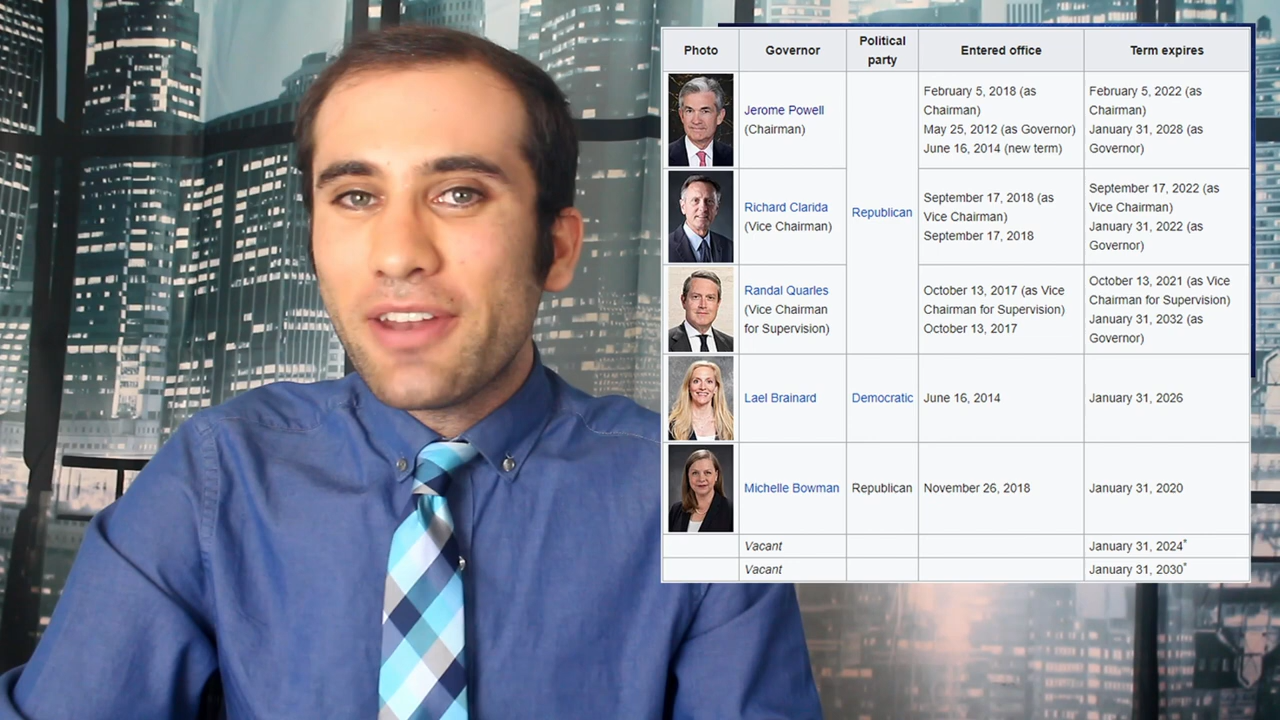 Photo Governor Political party Entered office Term expires
Jerome Powell
(Chairman)
Republican
February 5, 2018 (as
Chairman)
May 25, 2012 (as Governor)
June 16, 2014 (new term)
February 5, 2022 (as
Chairman)
January 31, 2028 (as
Governor)
Richard Clarida
(Vice Chairman)
September 17, 2018 (as
Vice Chairman)
September 17, 2018
September 17, 2022 (as
Vice Chairman)
January 31, 2022 (as
Governor)
Randal Quarles
(Vice Chairman
for Supervision)
October 13, 2017 (as Vice
Chairman for Supervision)
October 13, 2017
October 13, 2021 (as Vice
Chairman for Supervision)
January 31, 2032 (as
Governor)
Lael Brainard Democratic June 16, 2014 January 31, 2026
Michelle Bowman Republican November 26, 2018 January 31, 2020
Vacant January 31, 2024*
Vacant January 31, 2030*